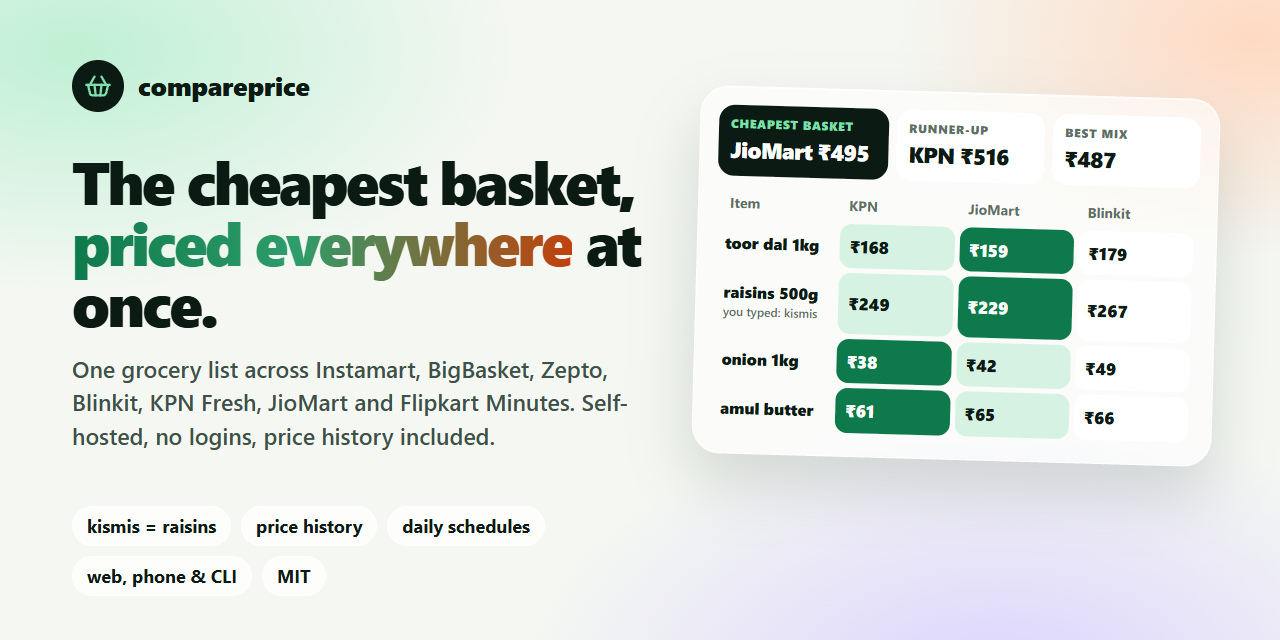 compareprice
The cheapest basket,
priced everywhere at
once.
One grocery list across Instamart, BigBasket, Zepto,
Blinkit, KPN Fresh, JioMart and Flipkart Minutes. Self-
hosted, no logins, price history included.
kismis = raisins
price history
daily schedules
web, phone & CLI
MIT
CHEAPEST BASKET
JioMart ₹495
RUNNER-UP
KPN ₹516
BEST MIX
₹487
Item KPN JioMart Blinkit
toor dal 1kg ₹168 ₹159 ₹179
raisins 500g ₹249 ₹229 ₹267
you typed: kismis
onion 1kg ₹38 ₹42 ₹49
amul butter ₹61 ₹65 ₹66